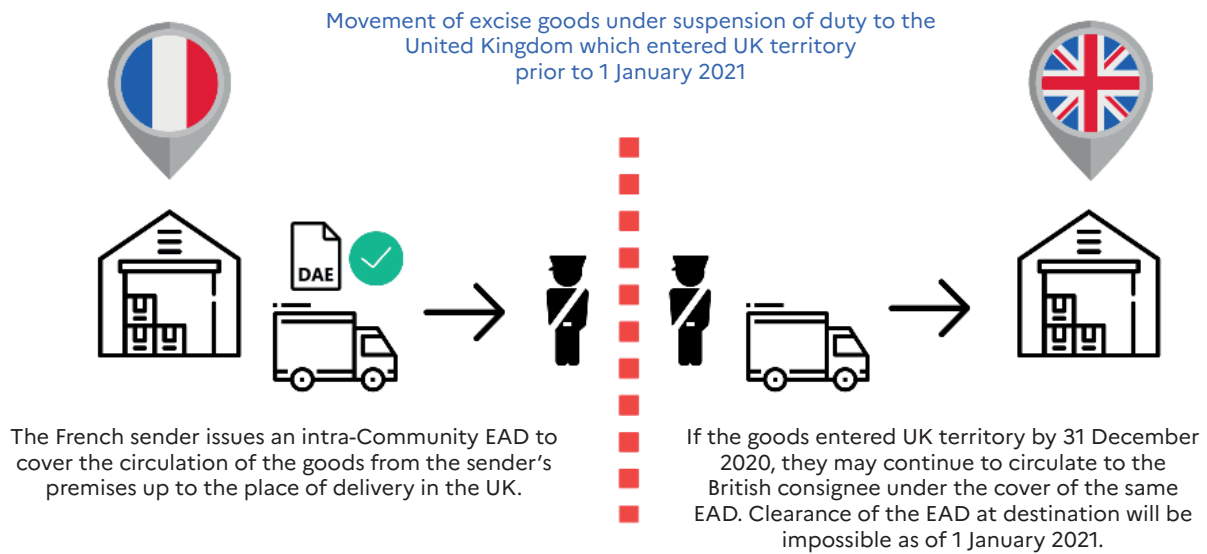 Movement of excise goods under suspension of duty to the
United Kingdom which entered UK territory
prior to 1 January 2021
DAE
The French sender issues an intra-Community EAD to
cover the circulation of the goods from the sender’s
premises up to the place of delivery in the UK.
If the goods entered UK territory by 31 December
2020, they may continue to circulate to the
British consignee under the cover of the same
EAD. Clearance of the EAD at destination will be
impossible as of 1 January 2021.